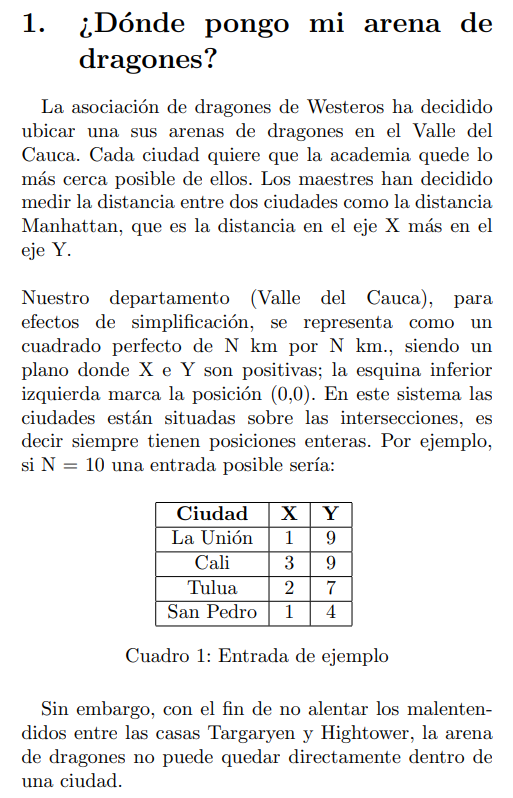 1. ¿Dónde pongo mi arena de
dragones?
La asociación de dragones de Westeros ha decidido
ubicar una sus arenas de dragones en el Valle del
Cauca. Cada ciudad quiere que la academia quede lo
más cerca posible de ellos. Los maestres han decidido
medir la distancia entre dos ciudades como la distancia
Manhattan, que es la distancia en el eje X más en el
eje Y.
Nuestro departamento (Valle del Cauca), para
efectos de simplificación, se representa como un
cuadrado perfecto de N km por N km., siendo un
plano donde X e Y son positivas; la esquina inferior
izquierda marca la posición (0,0). En este sistema las
ciudades están situadas sobre las intersecciones, es
decir siempre tienen posiciones enteras. Por ejemplo,
si N = 10 una entrada posible sería:
Ciudad X Y
La Unión 1 9
Cali 3 9
Tulua 2 7
San Pedro 1 4
Cuadro 1: Entrada de ejemplo
Sin embargo, con el fin de no alentar los malenten-
didos entre las casas Targaryen y Hightower, la arena
de dragones no puede quedar directamente dentro de
una ciudad.